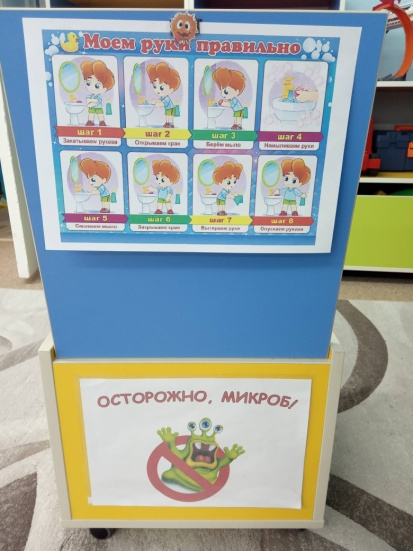 Моем руки правильно
шаг 1
шаг 2
шаг 3
шаг 4
Закатываем рукава
Открываем кран
Берём мыло
Намыливаем руки
шаг 5
шаг 6
шаг 7
шаг 8
Смываем мыло
Закрываем кран
Вытираем руки
Опускаем рукава
ОСТОРОЖНО, МИКРОБ!